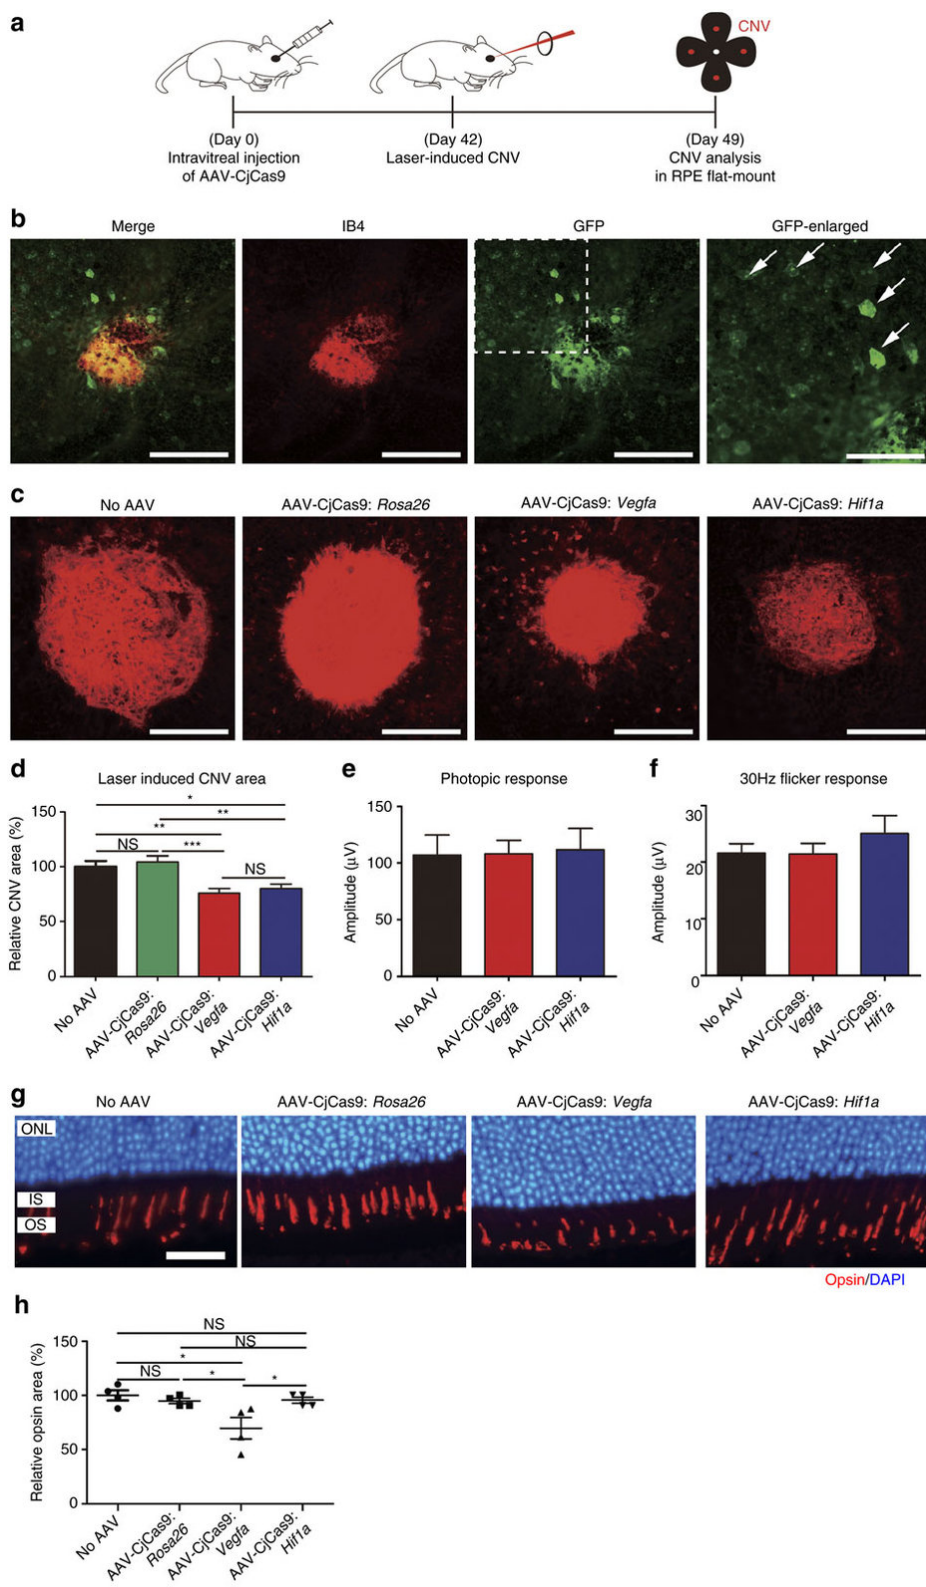 a
CNV
(Day 0)
Intravitreal injection
of AAV-CjCas9
(Day 42)
Laser-induced CNV
(Day 49)
CNV analysis
in RPE flat-mount
b
Merge
IB4
GFP
GFP-enlarged
c
No AAV
AAV-CjCas9: Rosa26
AAV-CjCas9: Vegfa
AAV-CjCas9: Hif1a
d
Laser induced CNV area
Relative CNV area (%)
150
100
50
0
*
**
**
NS
***
NS
No AAV
AAV-CjCas9:
Rosa26
AAV-CjCas9:
Vegfa
AAV-CjCas9:
Hif1a
e
Photopic response
Amplitude (μV)
150
100
50
0
No AAV
AAV-CjCas9:
Vegfa
AAV-CjCas9:
Hif1a
f
30Hz flicker response
Amplitude (μV)
30
20
10
0
No AAV
AAV-CjCas9:
Vegfa
AAV-CjCas9:
Hif1a
g
No AAV
AAV-CjCas9: Rosa26
AAV-CjCas9: Vegfa
AAV-CjCas9: Hif1a
ONL
IS
OS
Opsin/DAPI
h
Relative opsin area (%)
150
100
50
0
NS
NS
*
NS
*
*
No AAV
AAV-CjCas9:
Rosa26
AAV-CjCas9:
Vegfa
AAV-CjCas9:
Hif1a